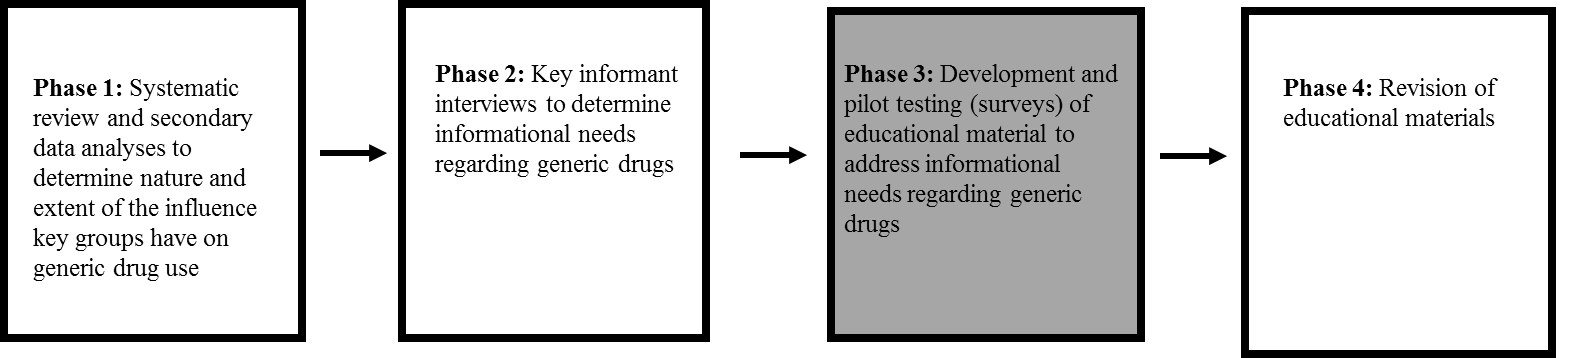 Phase 1: Systematic
review and secondary
data analyses to
determine nature and
extent of the influence
key groups have on
generic drug use
Phase 2: Key informant
interviews to determine
informational needs
regarding generic drugs
Phase 3: Development and
pilot testing (surveys) of
educational material to
address informational
needs regarding generic
drugs
Phase 4: Revision of
educational materials